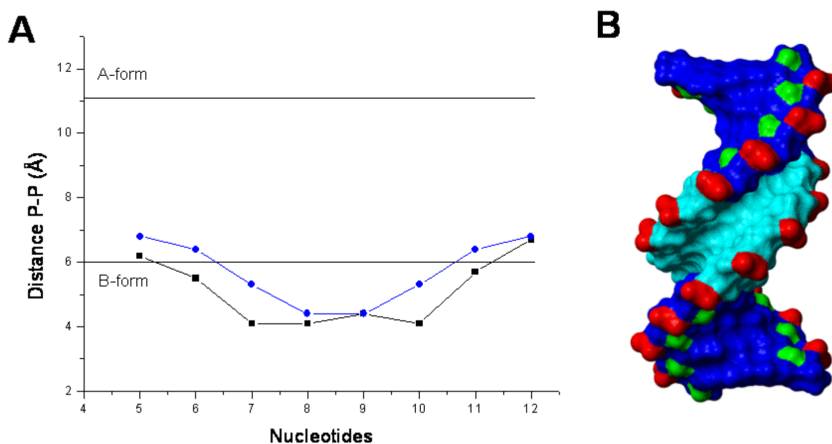 A
B
12
A-form
10
8
6
B-form
4
2
Distance P-P (Å)
4 5 6 7 8 9 10 11 12
Nucleotides